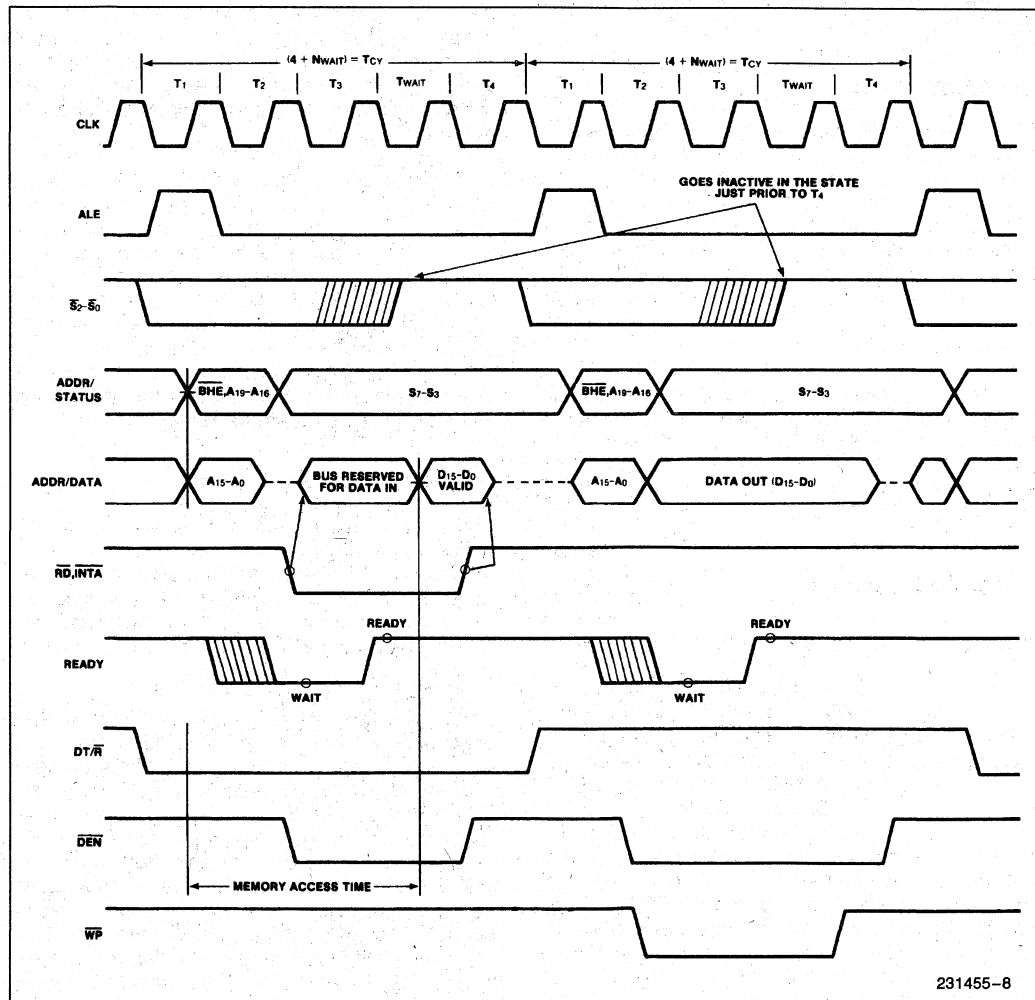 (4 + NWAIT) = TCY (4 + NWAIT) = TCY
T1 T2 T3 TWAIT T4 T1 T2 T3 TWAIT T4
CLK
GOES INACTIVE IN THE STATE
JUST PRIOR TO T4
ALE
S̅2-S̅0
ADDR/
STATUS
B̅H̅E̅,A19-A16 S7-S3 B̅H̅E̅,A19-A16 S7-S3
ADDR/DATA
A15-A0 BUS RESERVED
FOR DATA IN
D15-D0
VALID
A15-A0 DATA OUT (D15-D0)
R̅D̅,I̅N̅T̅A̅
READY READY
READY
WAIT WAIT
DT/R̅
D̅E̅N̅
MEMORY ACCESS TIME
W̅P̅
231455-8